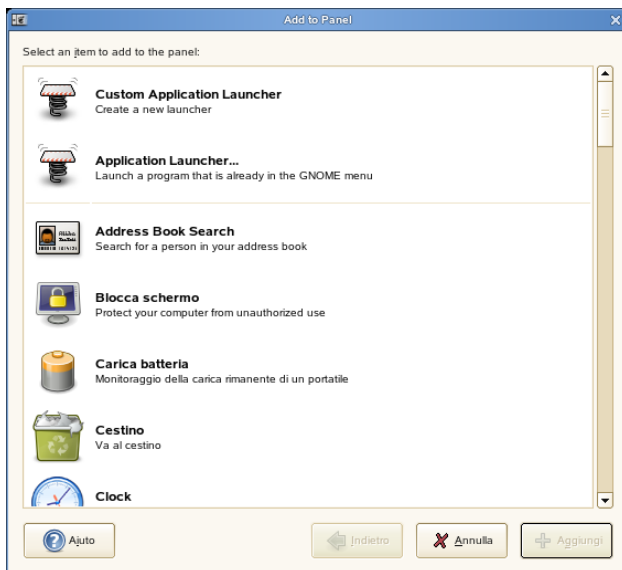 Add to Panel
Select an item to add to the panel:
Custom Application Launcher
Create a new launcher
Application Launcher...
Launch a program that is already in the GNOME menu
Address Book Search
Search for a person in your address book
Blocca schermo
Protect your computer from unauthorized use
Carica batteria
Monitoraggio della carica rimanente di un portatile
Cestino
Va al cestino
Clock
Aiuto
Indietro
Annulla
Aggiungi